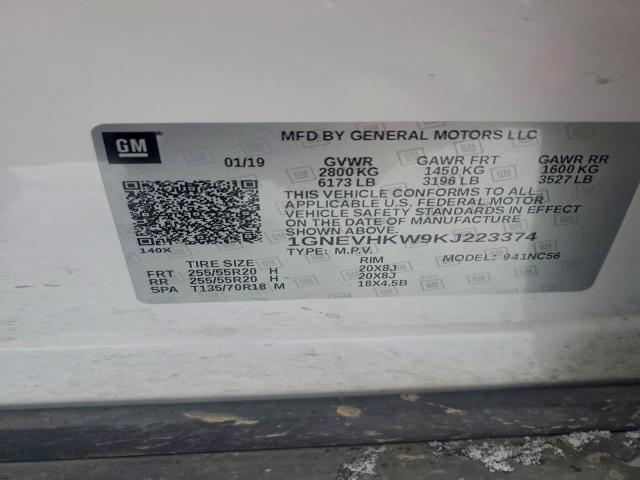 GM
MFD BY GENERAL MOTORS LLC
01/19 GVWR GAWR FRT GAWR RR
2800 KG 1450 KG 1600 KG
6173 LB 3196 LB 3527 LB
THIS VEHICLE CONFORMS TO ALL
APPLICABLE U.S. FEDERAL MOTOR
VEHICLE SAFETY STANDARDS IN EFFECT
ON THE DATE OF MANUFACTURE
SHOWN ABOVE.
1GNEVHKW9KJ223374
140X
TYPE: M.P.V. MODEL: 941NC56
TIRE SIZE RIM
FRT 255/55R20 H 20X8J
RR 255/55R20 H 20X8J
SPA T135/70R18 M 18X4.5B